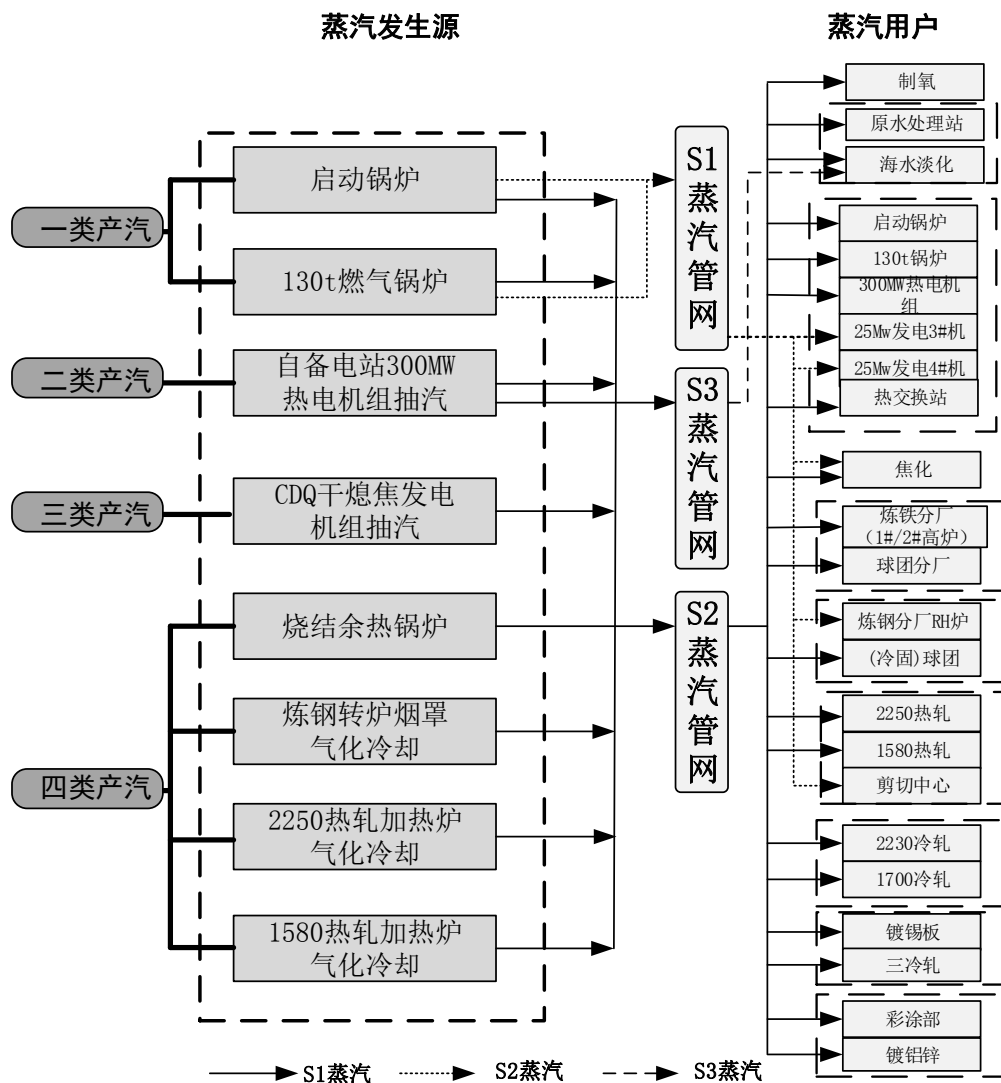 蒸汽发生源
蒸汽用户
一类产汽
二类产汽
三类产汽
四类产汽
启动锅炉
130t燃气锅炉
自备电站300MW
热电机组抽汽
CDQ干熄焦发电
机组抽汽
烧结余热锅炉
炼钢转炉烟罩
气化冷却
2250热轧加热炉
气化冷却
1580热轧加热炉
气化冷却
S1
蒸
汽
管
网
S3
蒸
汽
管
网
S2
蒸
汽
管
网
制氧
原水处理站
海水淡化
启动锅炉
130t锅炉
300MW热电机
组
25Mw发电3#机
25Mw发电4#机
热交换站
焦化
炼铁分厂
（1#/2#高炉）
球团分厂
炼钢分厂RH炉
(冷固)球团
2250热轧
1580热轧
剪切中心
2230冷轧
1700冷轧
镀锡板
三冷轧
彩涂部
镀铝锌
S1蒸汽
S2蒸汽
S3蒸汽